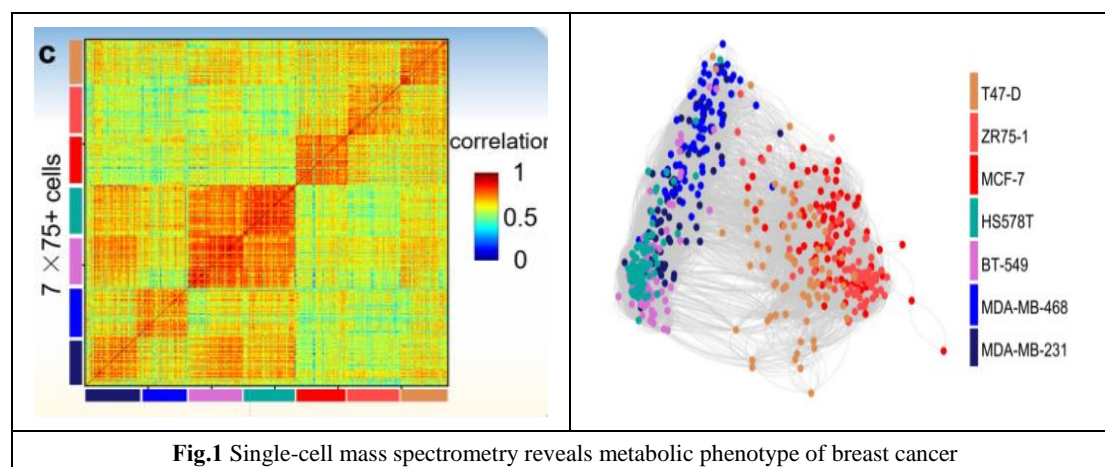 c
7 × 75+ cells
correlation
1
0.5
0
T47-D
ZR75-1
MCF-7
HS578T
BT-549
MDA-MB-468
MDA-MB-231
Fig.1 Single-cell mass spectrometry reveals metabolic phenotype of breast cancer